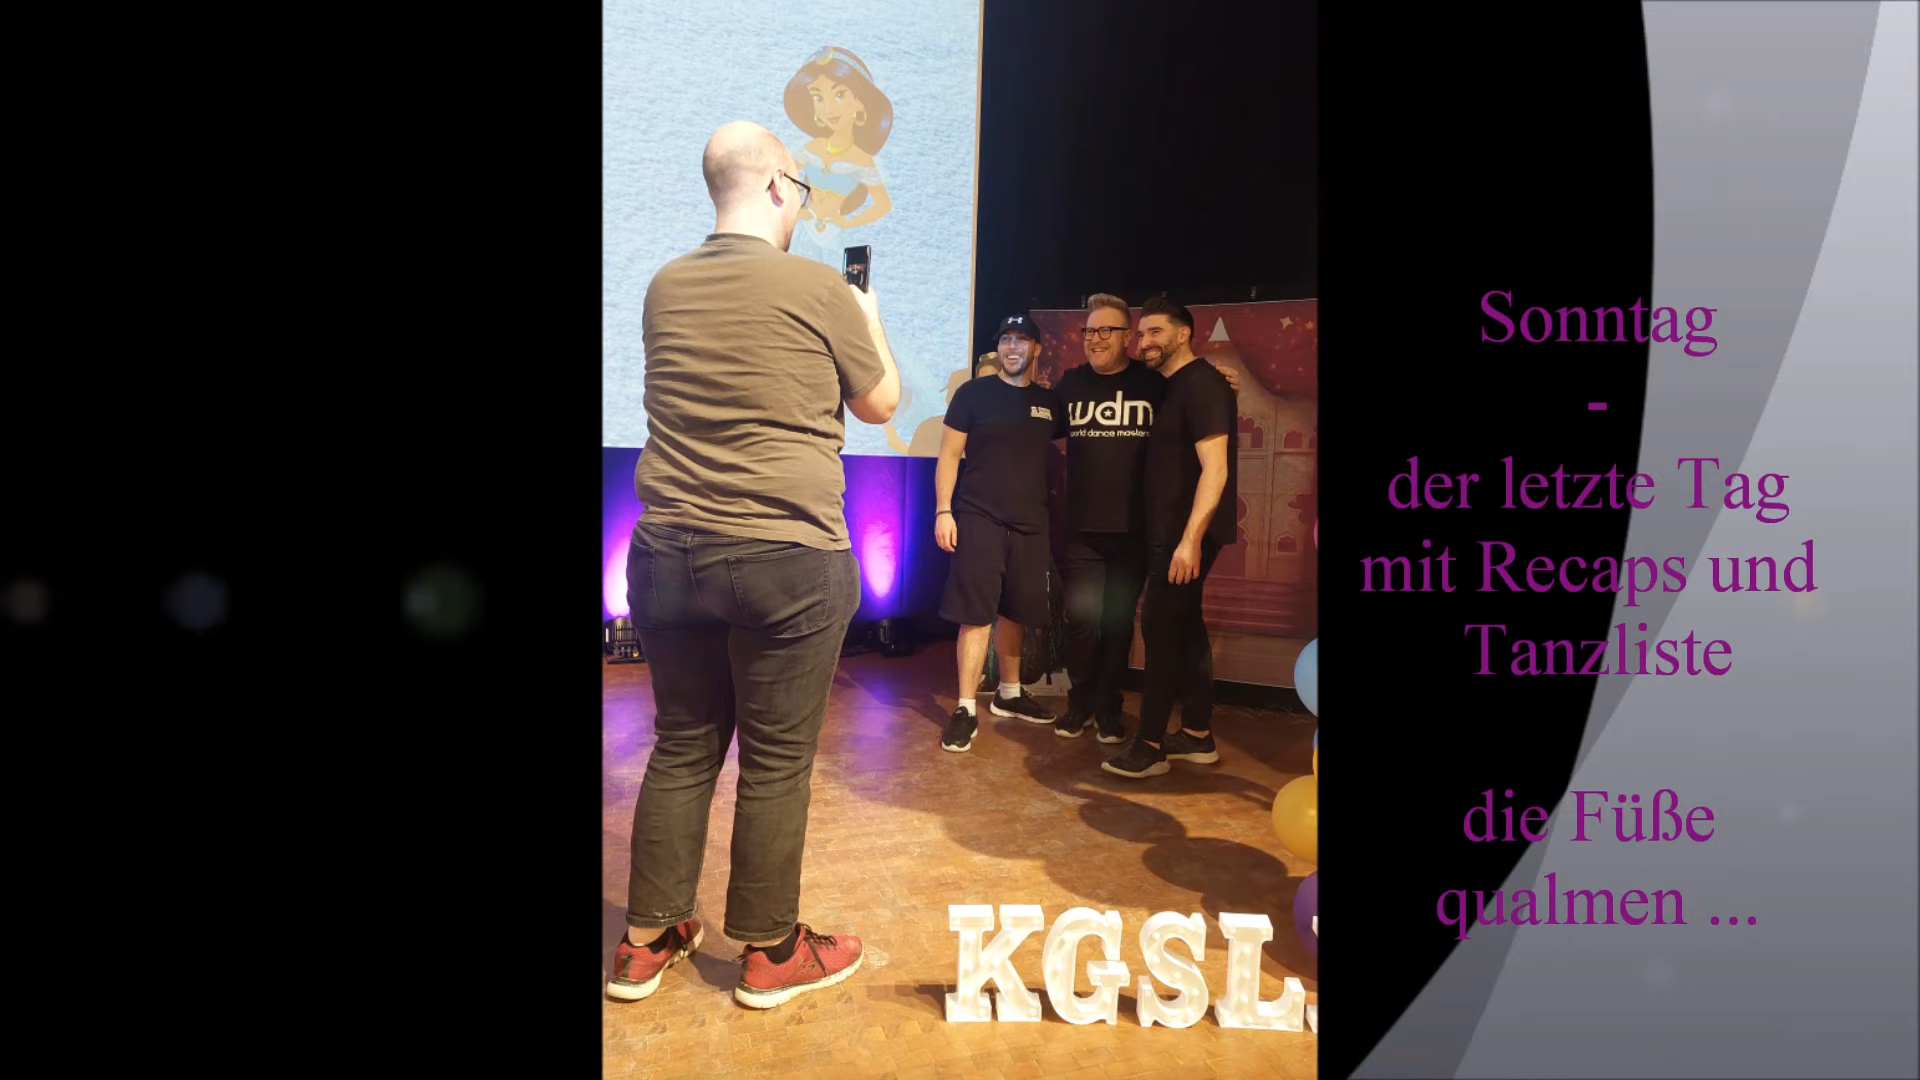 Sonntag
-
der letzte Tag
mit Recaps und
Tanzliste
die Füße
qualmen ...
wdm
world dance masters
KGSL